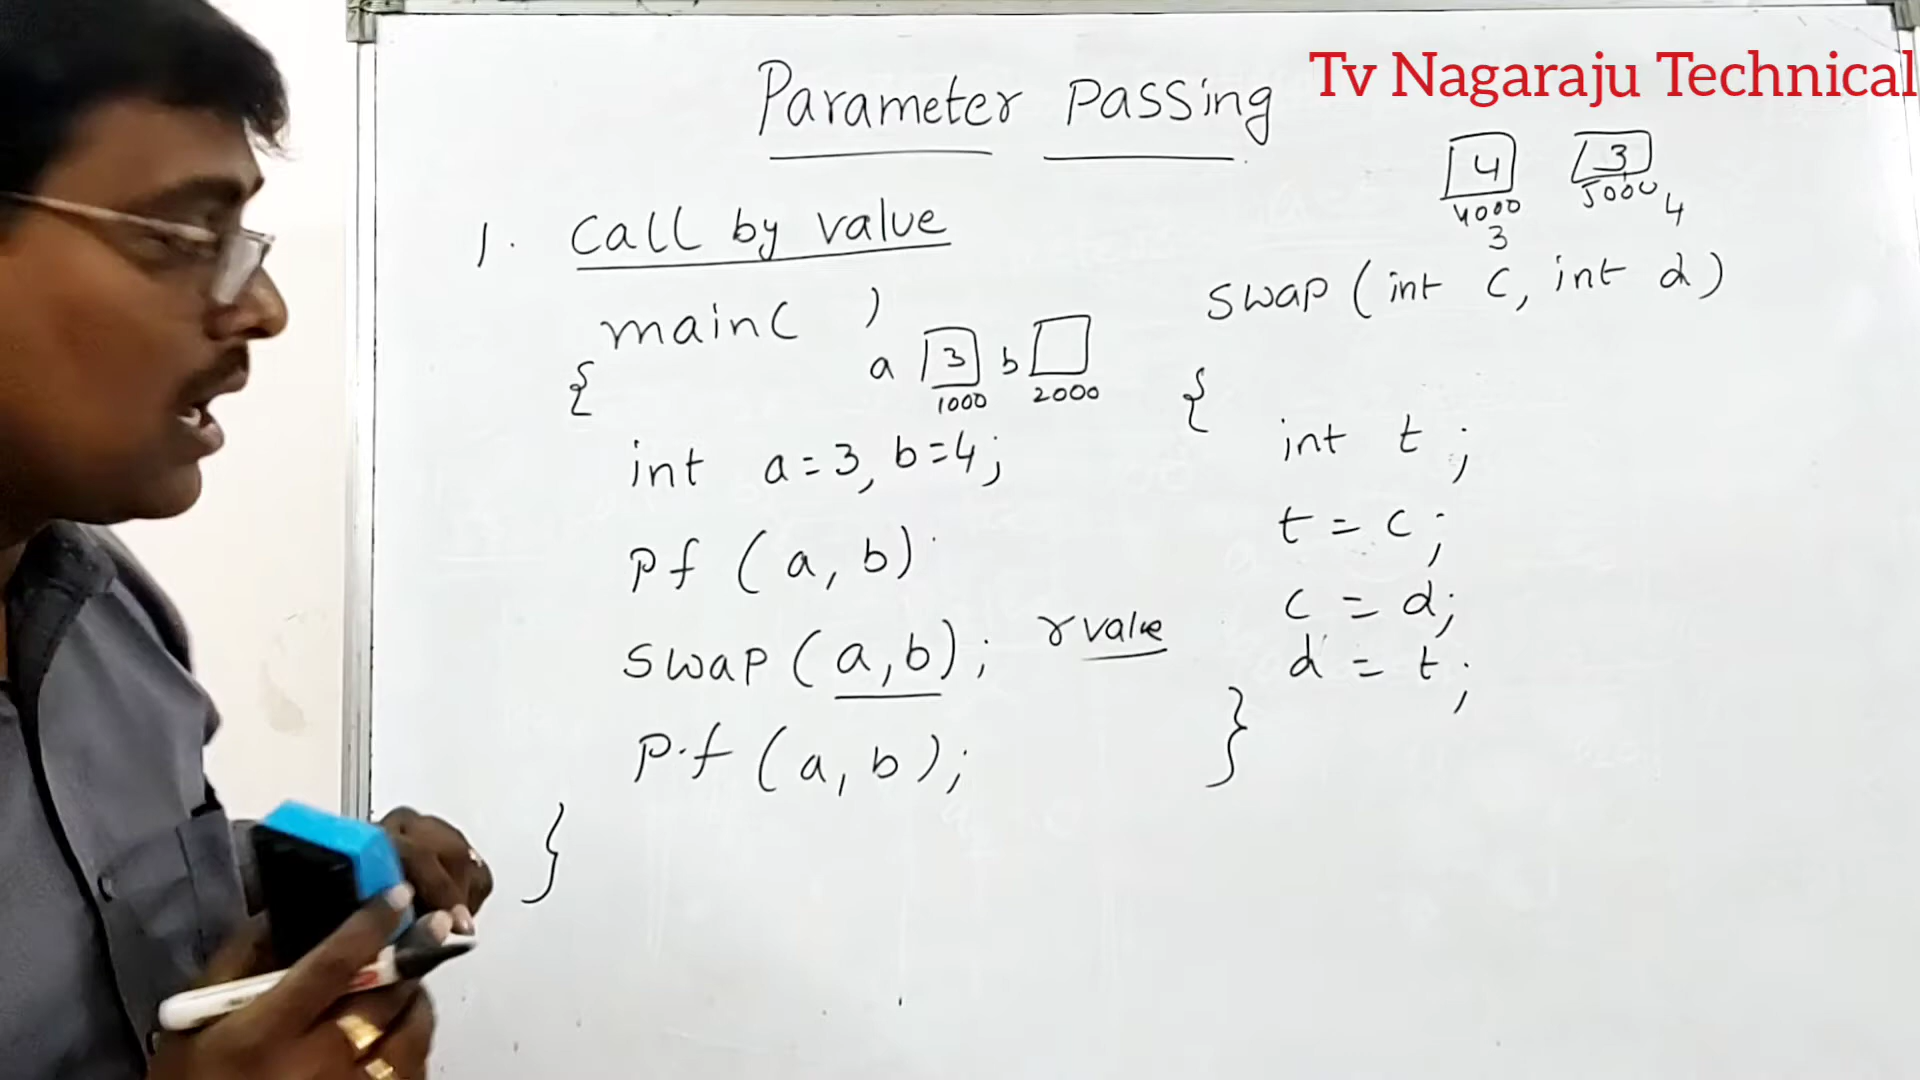 Tv Nagaraju Technical
Parameter Passing
1. Call by value
main( )
{
a 3 b
1000 2000
int a=3, b=4;
Pf (a, b)
swap (a, b); rvalue
P.f (a, b);
}
4 3
4000 5000
3 4
swap (int c, int d)
{
int t ;
t = c ;
c = d;
d = t ;
}